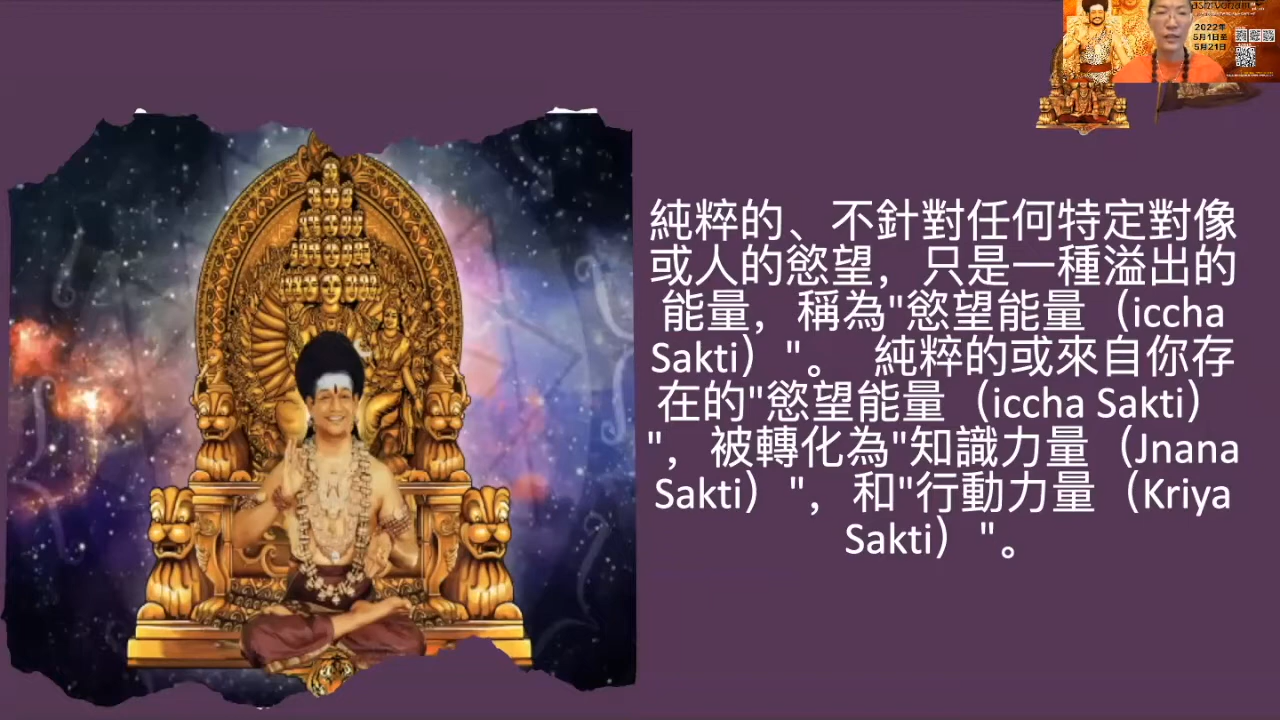 2022年
5月1日至
5月21日
純粹的、不針對任何特定對像
或人的慾望，只是一種溢出的
能量，稱為"慾望能量（iccha
Sakti）"。 純粹的或來自你存
在的"慾望能量（iccha Sakti）
"，被轉化為"知識力量（Jnana
Sakti）"，和"行動力量（Kriya
Sakti）"。